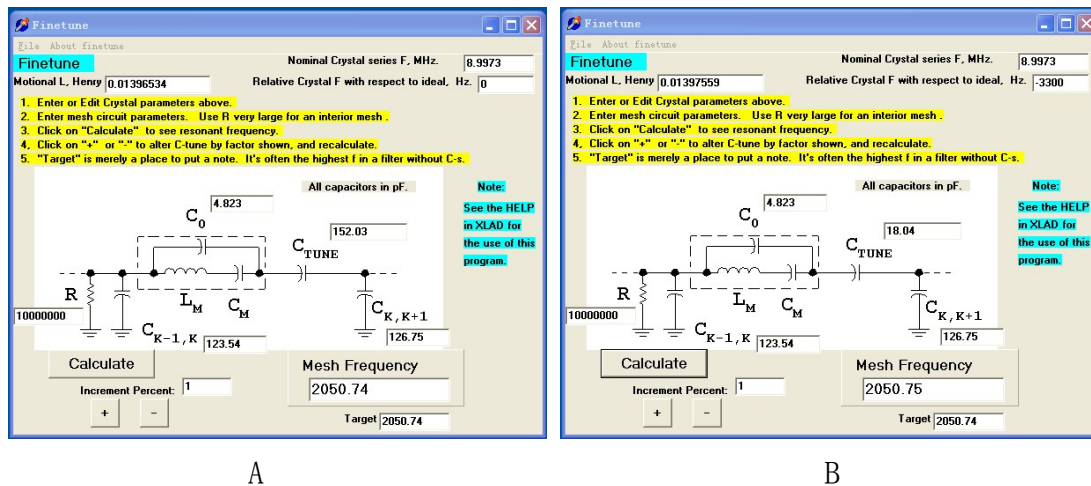 Finetune
File About finetune
Finetune
Nominal Crystal series F, MHz. 8.9973
Motional L, Henry 0.01396534
Relative Crystal F with respect to ideal, Hz. 0
1. Enter or Edit Crystal parameters above.
2. Enter mesh circuit parameters. Use R very large for an interior mesh .
3. Click on "Calculate" to see resonant frequency.
4, Click on "+" or "-" to alter C-tune by factor shown, and recalculate.
5. "Target" is merely a place to put a note. It's often the highest f in a filter without C-s.
All capacitors in pF.
Note:
See the HELP
in XLAD for
the use of this
program.
4.823
C0
152.03
CTUNE
R
LM
CM
CK,K+1
10000000
CK-1,K 123.54
126.75
Calculate
Mesh Frequency
2050.74
Increment Percent: 1
+ -
Target 2050.74
A
Finetune
File About finetune
Finetune
Nominal Crystal series F, MHz. 8.9973
Motional L, Henry 0.01397559
Relative Crystal F with respect to ideal, Hz. -3300
1. Enter or Edit Crystal parameters above.
2. Enter mesh circuit parameters. Use R very large for an interior mesh .
3. Click on "Calculate" to see resonant frequency.
4, Click on "+" or "-" to alter C-tune by factor shown, and recalculate.
5. "Target" is merely a place to put a note. It's often the highest f in a filter without C-s.
All capacitors in pF.
Note:
See the HELP
in XLAD for
the use of this
program.
4.823
C0
18.04
CTUNE
R
LM
CM
CK,K+1
10000000
CK-1,K 123.54
126.75
Calculate
Mesh Frequency
2050.75
Increment Percent: 1
+ -
Target 2050.74
B